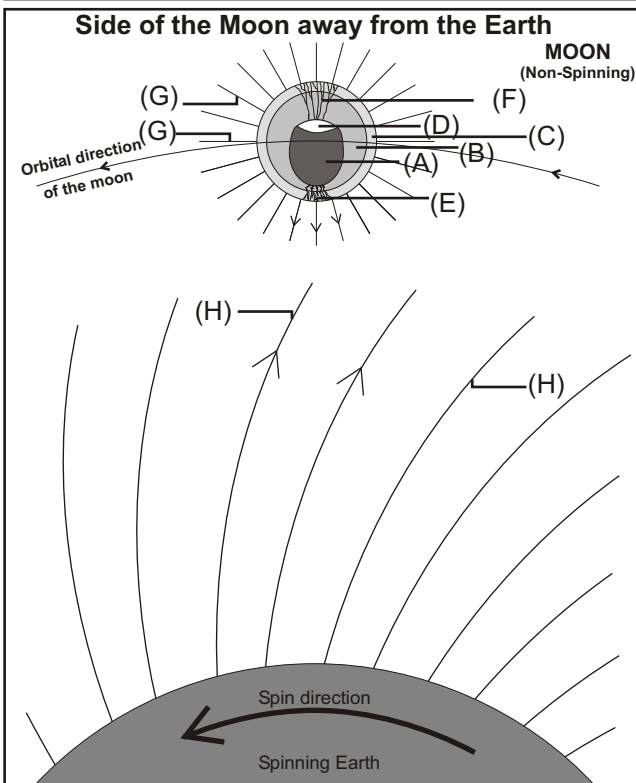 Side of the Moon away from the Earth
MOON
(Non-Spinning)
(G)
(F)
(G)
(D)
(C)
(B)
(A)
Orbital direction
of the moon
(E)
(H)
(H)
Spin direction
Spinning Earth